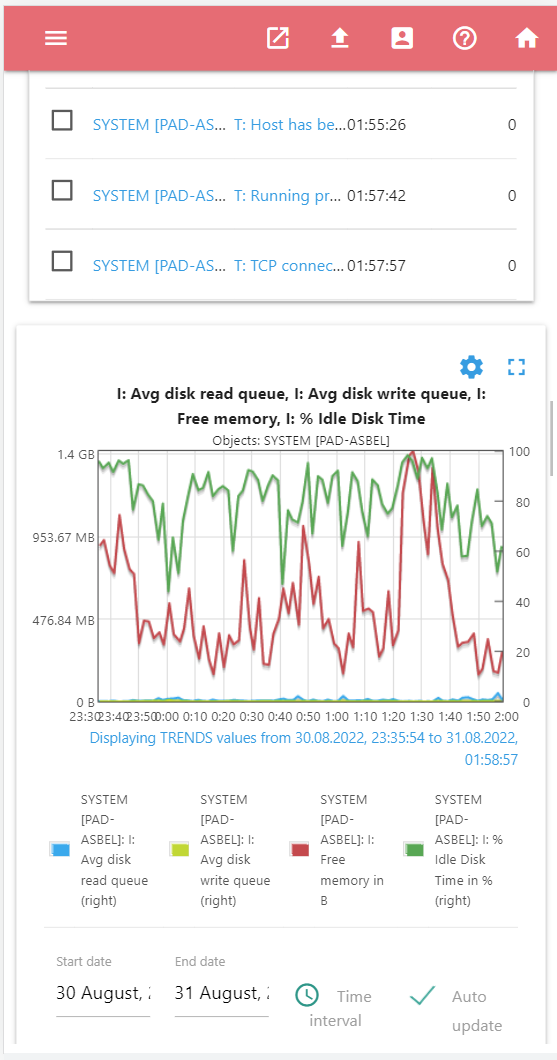 SYSTEM [PAD-AS... T: Host has be... 01:55:26 0
SYSTEM [PAD-AS... T: Running pr... 01:57:42 0
SYSTEM [PAD-AS... T: TCP connec... 01:57:57 0
I: Avg disk read queue, I: Avg disk write queue, I:
Free memory, I: % Idle Disk Time
Objects: SYSTEM [PAD-ASBEL]
1.4 GB 100
80
953.67 MB
60
476.84 MB 40
20
0 B 0
23:30 23:40 23:50 0:00 0:10 0:20 0:30 0:40 0:50 1:00 1:10 1:20 1:30 1:40 1:50 2:00
Displaying TRENDS values from 30.08.2022, 23:35:54 to 31.08.2022,
01:58:57
SYSTEM
[PAD-
ASBEL]: I:
Avg disk
read queue
(right)
SYSTEM
[PAD-
ASBEL]: I:
Avg disk
write queue
(right)
SYSTEM
[PAD-
ASBEL]: I:
Free
memory in
B
SYSTEM
[PAD-
ASBEL]: I: %
Idle Disk
Time in %
(right)
Start date End date
30 August, 31 August,
Time
interval
Auto
update